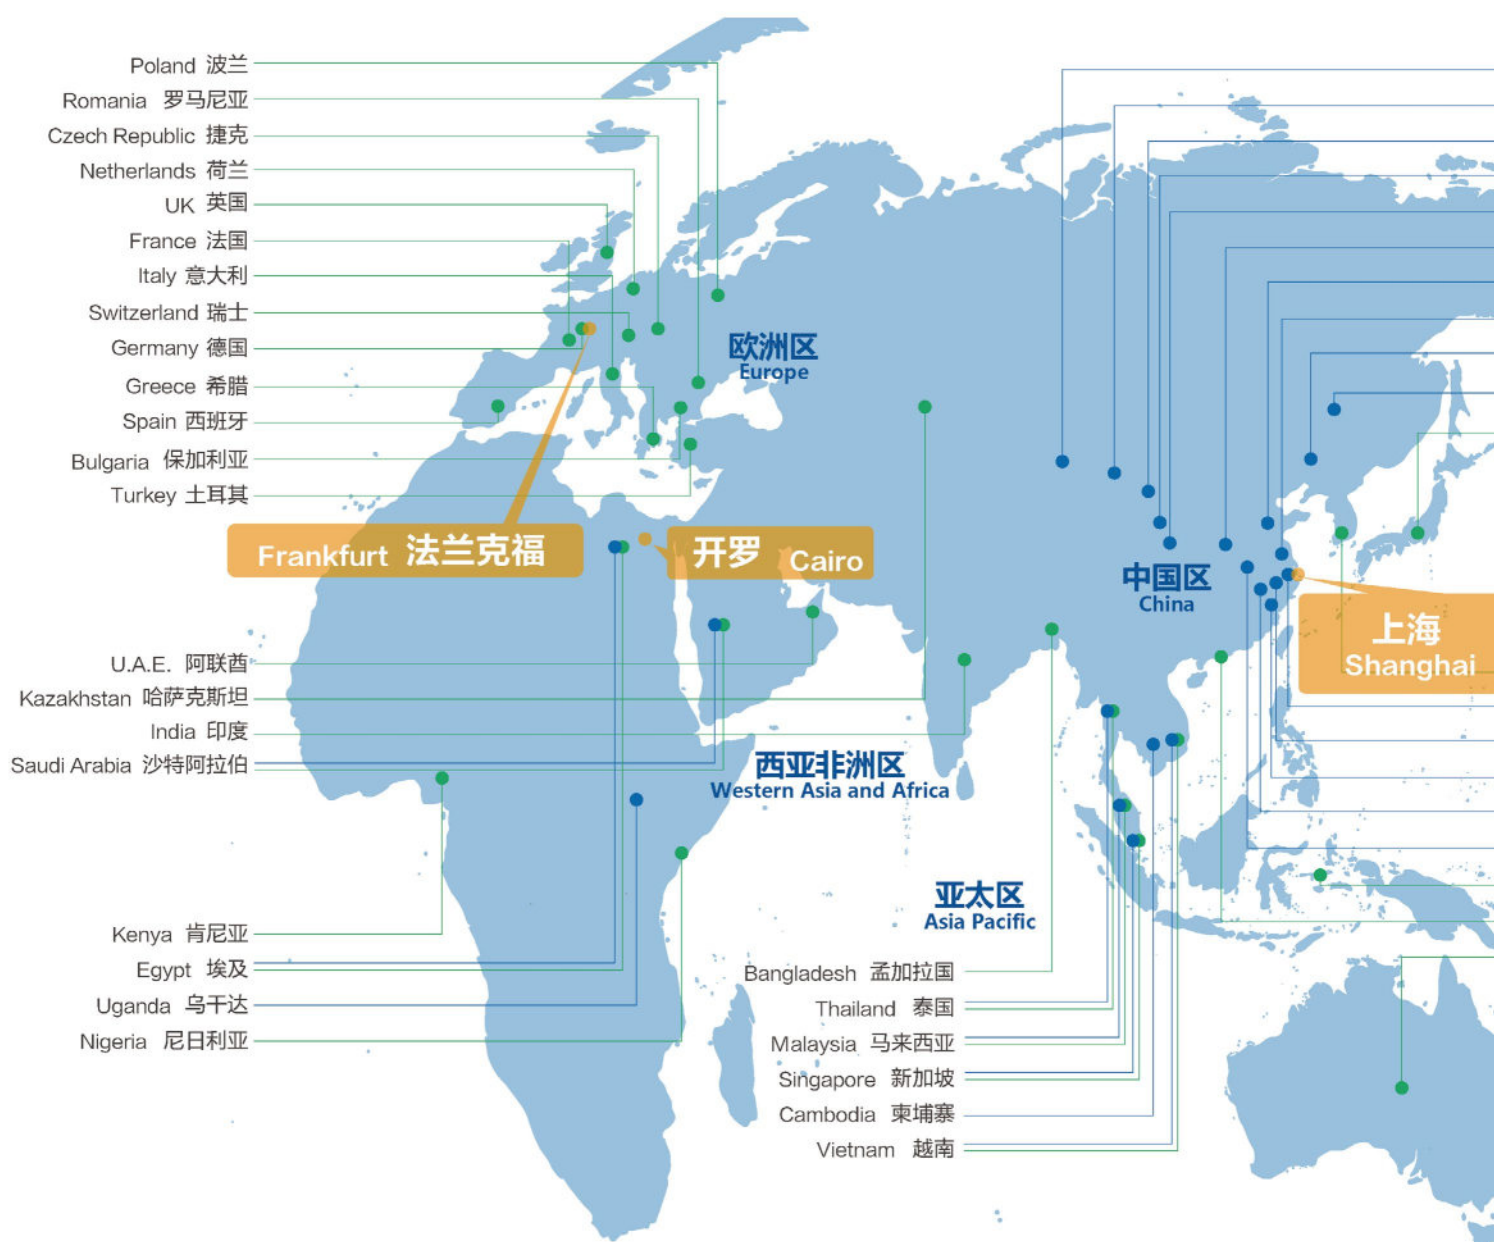 Poland 波兰
Romania 罗马尼亚
Czech Republic 捷克
Netherlands 荷兰
UK 英国
France 法国
Italy 意大利
Switzerland 瑞士
Germany 德国
Greece 希腊
Spain 西班牙
Bulgaria 保加利亚
Turkey 土耳其
欧洲区
Europe
Frankfurt 法兰克福
开罗 Cairo
中国区
China
上海
Shanghai
U.A.E. 阿联酋
Kazakhstan 哈萨克斯坦
India 印度
Saudi Arabia 沙特阿拉伯
西亚非洲区
Western Asia and Africa
亚太区
Asia Pacific
Kenya 肯尼亚
Egypt 埃及
Uganda 乌干达
Nigeria 尼日利亚
Bangladesh 孟加拉国
Thailand 泰国
Malaysia 马来西亚
Singapore 新加坡
Cambodia 柬埔寨
Vietnam 越南